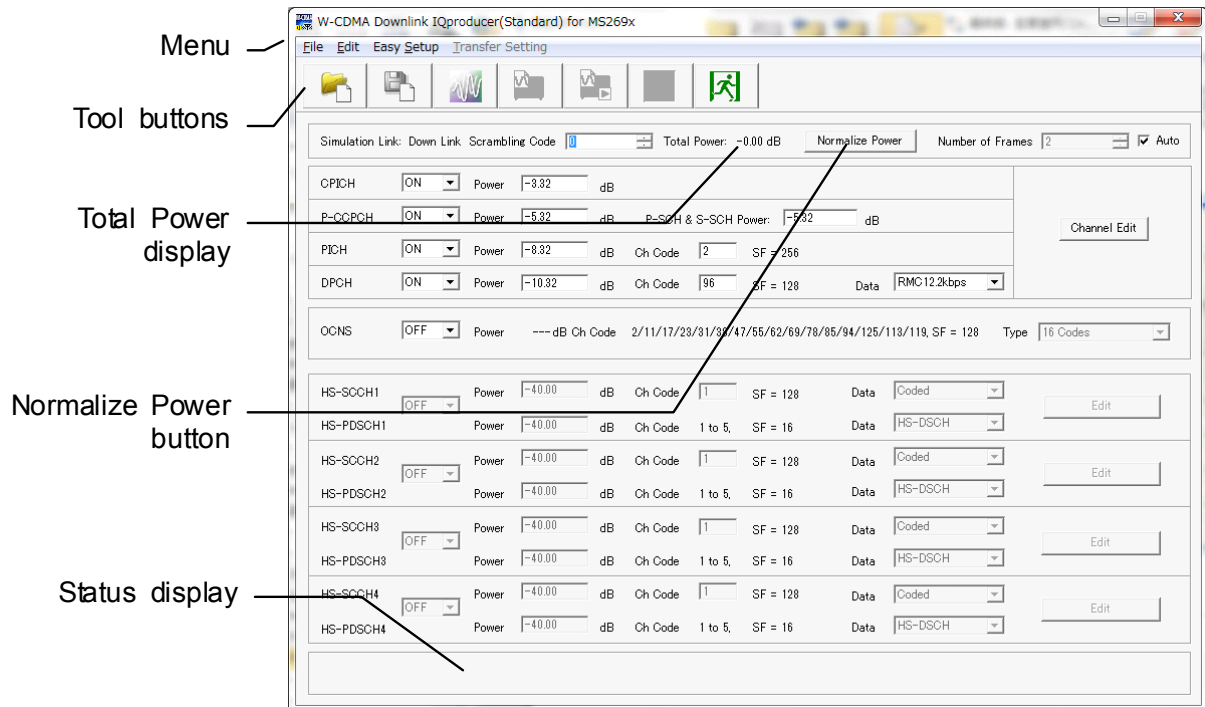 W-CDMA Downlink IQproducer(Standard) for MS269x
Menu
File Edit Easy Setup Transfer Setting
Tool buttons
Simulation Link: Down Link Scrambling Code 0 Total Power: -0.00 dB Normalize Power Number of Frames 2 Auto
CPICH ON Power -3.32 dB
Total Power display
P-CCPCH ON Power -5.32 dB P-SCH & S-SCH Power: -5.32 dB
Channel Edit
PICH ON Power -8.32 dB Ch Code 2 SF = 256
DPCH ON Power -10.32 dB Ch Code 96 SF = 128 Data RMC12.2kbps
OCNS OFF Power --- dB Ch Code 2/11/17/23/31/38/47/55/62/69/78/85/94/125/113/119, SF = 128 Type 16 Codes
Normalize Power button
HS-SCCH1 OFF Power -40.00 dB Ch Code 1 SF = 128 Data Coded Edit
HS-PDSCH1 Power -40.00 dB Ch Code 1 to 5, SF = 16 Data HS-DSCH
HS-SCCH2 OFF Power -40.00 dB Ch Code 1 SF = 128 Data Coded Edit
HS-PDSCH2 Power -40.00 dB Ch Code 1 to 5, SF = 16 Data HS-DSCH
HS-SCCH3 OFF Power -40.00 dB Ch Code 1 SF = 128 Data Coded Edit
HS-PDSCH3 Power -40.00 dB Ch Code 1 to 5, SF = 16 Data HS-DSCH
Status display
HS-SCCH4 OFF Power -40.00 dB Ch Code 1 SF = 128 Data Coded Edit
HS-PDSCH4 Power -40.00 dB Ch Code 1 to 5, SF = 16 Data HS-DSCH